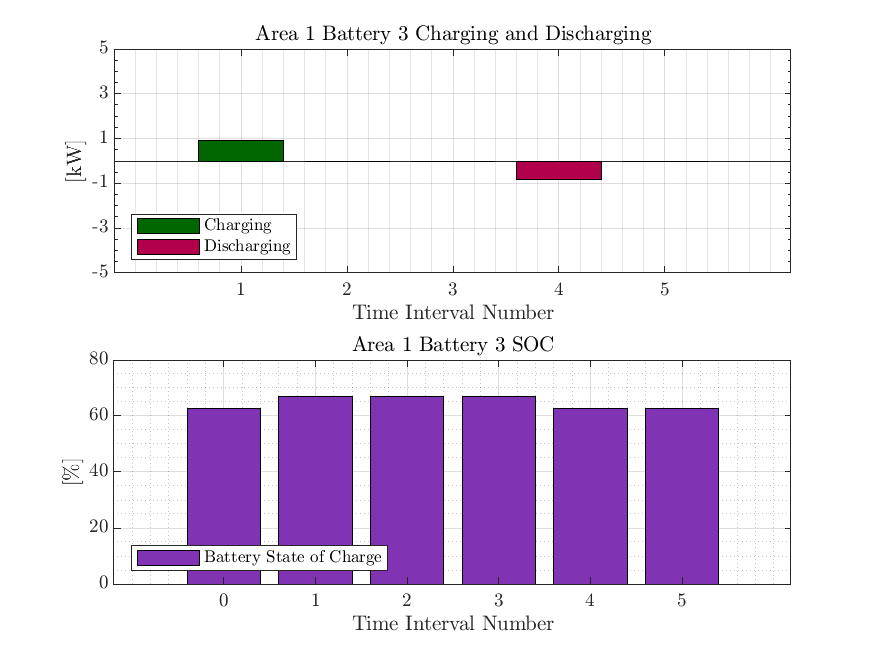 Area 1 Battery 3 Charging and Discharging
5
3
1
-1
-3
-5
[kW]
Charging
Discharging
1 2 3 4 5
Time Interval Number
Area 1 Battery 3 SOC
80
60
40
20
0
[%]
Battery State of Charge
0 1 2 3 4 5
Time Interval Number